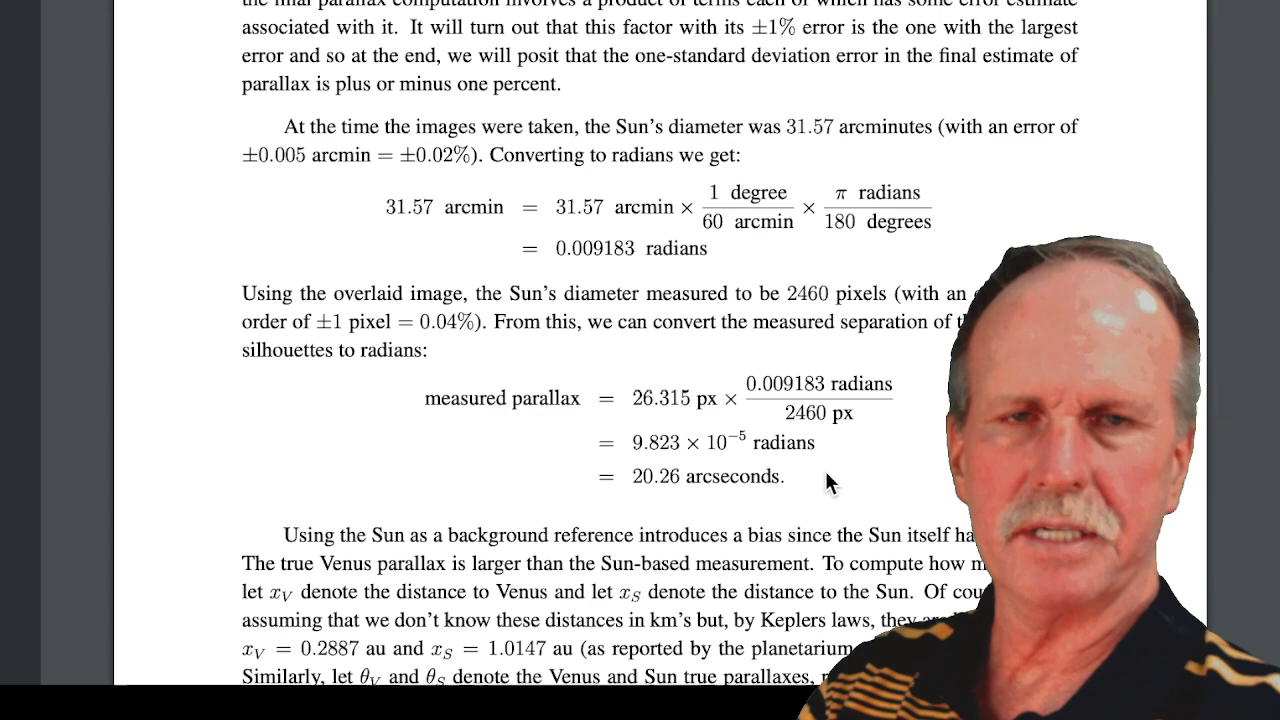 the final parallax computation involves a product of terms each of which has some error estimate
associated with it. It will turn out that this factor with its ±1% error is the one with the largest
error and so at the end, we will posit that the one-standard deviation error in the final estimate of
parallax is plus or minus one percent.
At the time the images were taken, the Sun's diameter was 31.57 arcminutes (with an error of
±0.005 arcmin = ±0.02%). Converting to radians we get:
31.57 arcmin = 31.57 arcmin × 1 degree / 60 arcmin × π radians / 180 degrees
= 0.009183 radians
Using the overlaid image, the Sun's diameter measured to be 2460 pixels (with an
order of ±1 pixel = 0.04%). From this, we can convert the measured separation of
silhouettes to radians:
measured parallax = 26.315 px × 0.009183 radians / 2460 px
= 9.823 × 10⁻⁵ radians
= 20.26 arcseconds.
Using the Sun as a background reference introduces a bias since the Sun itself
The true Venus parallax is larger than the Sun-based measurement. To compute how
let x_V denote the distance to Venus and let x_S denote the distance to the Sun. Of
assuming that we don't know these distances in km's but, by Keplers laws, they
x_V = 0.2887 au and x_S = 1.0147 au (as reported by the planetarium
Similarly, let θ_V and θ_S denote the Venus and Sun true parallaxes,